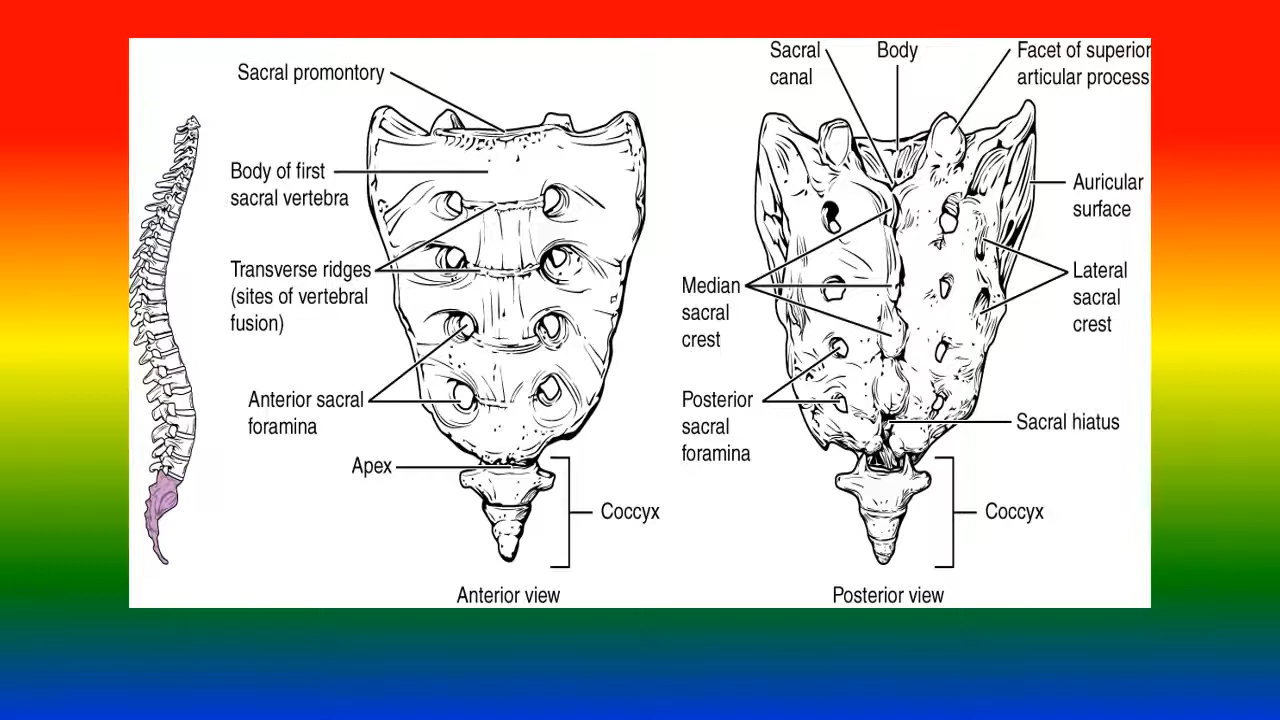 Sacral promontory
Body of first
sacral vertebra
Transverse ridges
(sites of vertebral
fusion)
Anterior sacral
foramina
Apex
Coccyx
Anterior view
Sacral
canal
Body
Facet of superior
articular process
Auricular
surface
Median
sacral
crest
Lateral
sacral
crest
Posterior
sacral
foramina
Sacral hiatus
Coccyx
Posterior view